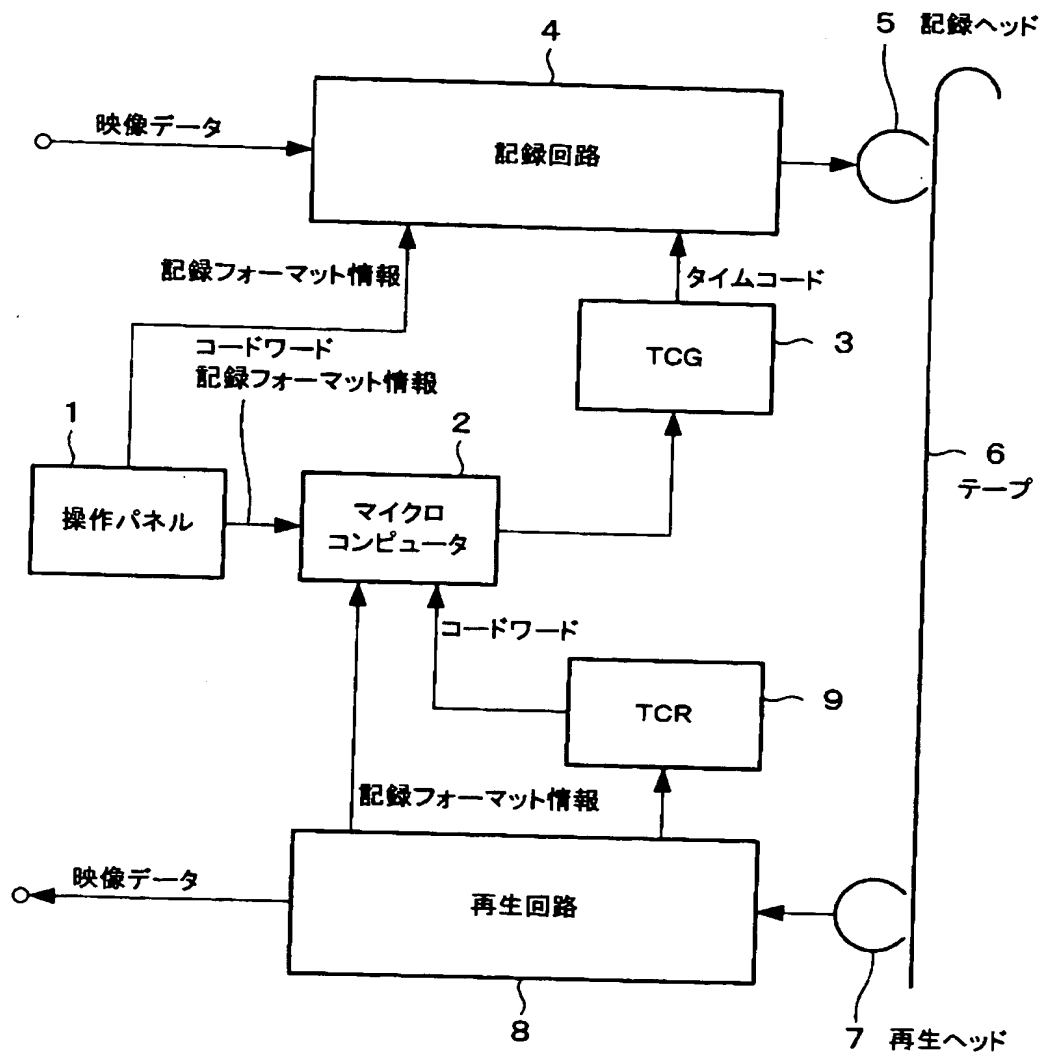 4
5 記録ヘッド
映像データ
記録回路
記録フォーマット情報
タイムコード
コードワード
記録フォーマット情報
TCG
3
1
2
6
テープ
操作パネル
マイクロ
コンピュータ
コードワード
TCR
9
記録フォーマット情報
映像データ
再生回路
8
7 再生ヘッド